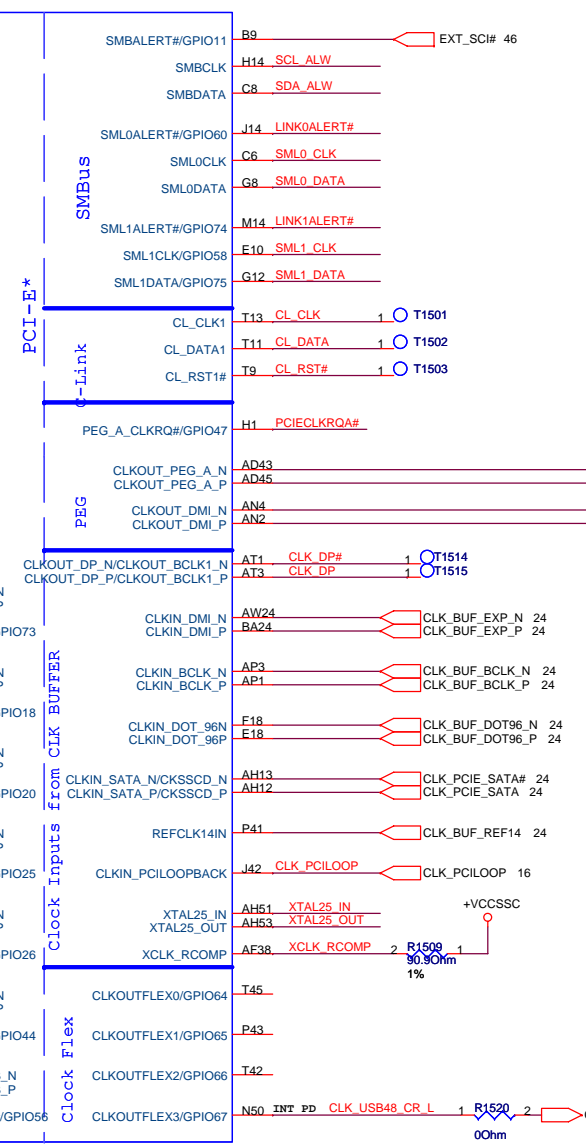 SMBALERT#/GPIO11 B9 EXT_SCI# 46
SMBCLK H14 SCL_ALW
SMBDATA C8 SDA_ALW
SML0ALERT#/GPIO60 J14 LINK0ALERT#
SML0CLK C6 SML0_CLK
SML0DATA G8 SML0_DATA
SML1ALERT#/GPIO74 M14 LINK1ALERT#
SML1CLK/GPIO58 E10 SML1_CLK
SML1DATA/GPIO75 G12 SML1_DATA
SMBus
PCI-E*
CL_CLK1 T13 CL_CLK 1 T1501
CL_DATA1 T11 CL_DATA 1 T1502
CL_RST1# T9 CL_RST# 1 T1503
C-Link
PEG_A_CLKRQ#/GPIO47 H1 PCIECLKRQA#
CLKOUT_PEG_A_N AD43
CLKOUT_PEG_A_P AD45
CLKOUT_DMI_N AN4
CLKOUT_DMI_P AN2
PEG
CLKOUT_DP_N/CLKOUT_BCLK1_N AT1 CLK_DP# 1 T1514
CLKOUT_DP_P/CLKOUT_BCLK1_P AT3 CLK_DP 1 T1515
CLKIN_DMI_N AW24 CLK_BUF_EXP_N 24
CLKIN_DMI_P BA24 CLK_BUF_EXP_P 24
CLKIN_BCLK_N AP3 CLK_BUF_BCLK_N 24
CLKIN_BCLK_P AP1 CLK_BUF_BCLK_P 24
CLKIN_DOT_96N F18 CLK_BUF_DOT96_N 24
CLKIN_DOT_96P E18 CLK_BUF_DOT96_P 24
CLKIN_SATA_N/CKSSCD_N AH13 CLK_PCIE_SATA# 24
CLKIN_SATA_P/CKSSCD_P AH12 CLK_PCIE_SATA 24
REFCLK14IN P41 CLK_BUF_REF14 24
CLKIN_PCILOOPBACK J42 CLK_PCILOOP CLK_PCILOOP 16
XTAL25_IN AH51 XTAL25_IN
XTAL25_OUT AH53 XTAL25_OUT
+VCCSSC
XCLK_RCOMP AF38 XCLK_RCOMP 2 R1509 1
90.9Ohm
1%
Clock Inputs from CLK BUFFER
CLKOUTFLEX0/GPIO64 T45
CLKOUTFLEX1/GPIO65 P43
CLKOUTFLEX2/GPIO66 T42
CLKOUTFLEX3/GPIO67 N50 INT PD CLK_USB48_CR_L 1 R1520 2
0Ohm
Clock Flex
N
P
GPIO73
N
P
GPIO18
N
P
GPIO20
N
P
GPIO25
N
P
GPIO26
N
P
GPIO44
_N
_P
/GPIO56